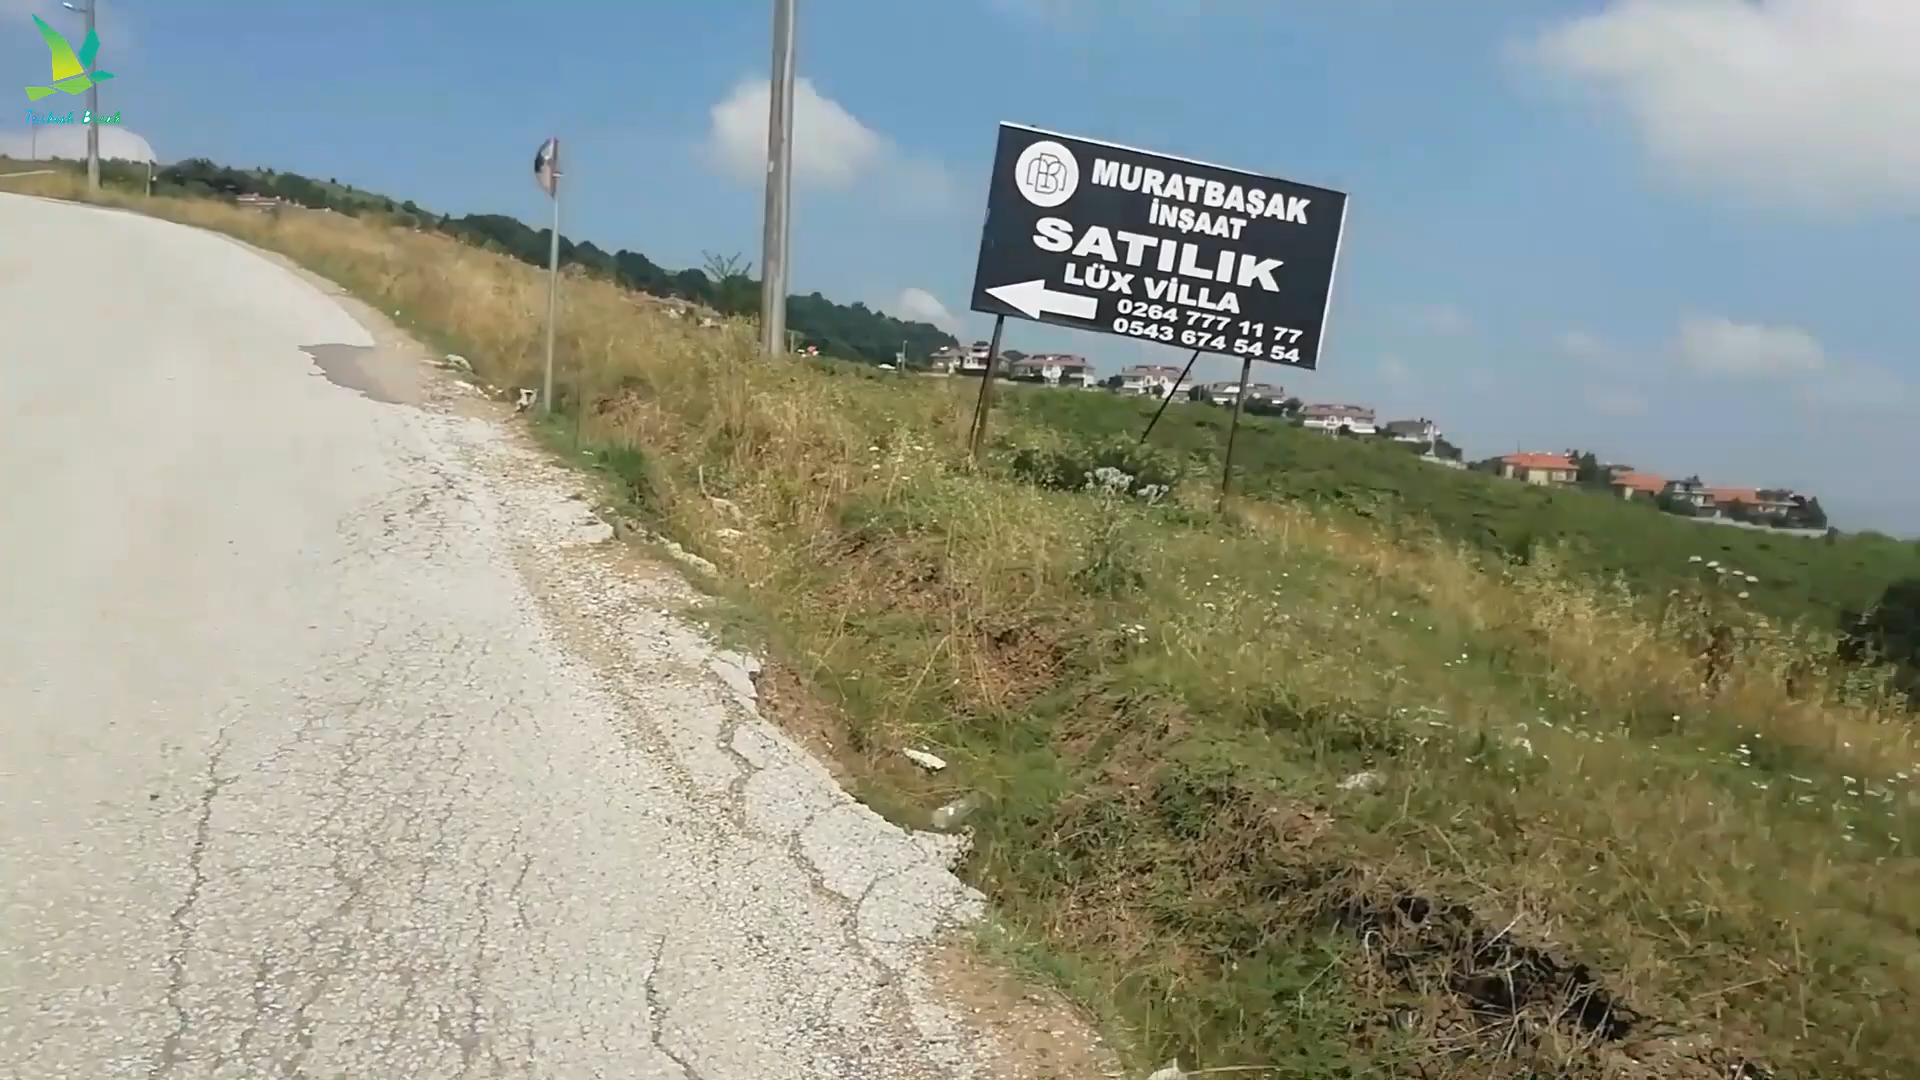 MURATBAŞAK
İNŞAAT
SATILIK
LÜX VİLLA
0264 777 11 77
0543 674 54 54